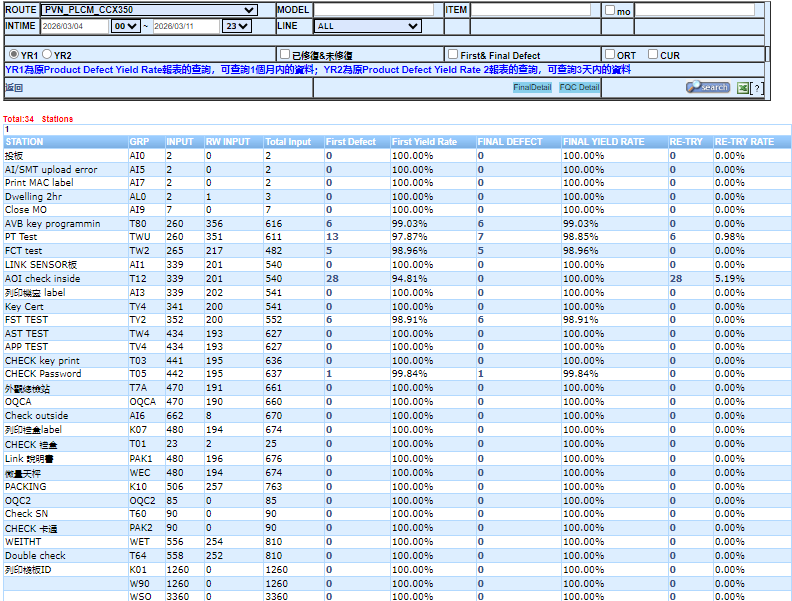 ROUTE PVN_PLCM_CCX350 MODEL ITEM mo
INTIME 2026/03/04 00 ~ 2026/03/11 23 LINE ALL
YR1 YR2 已修復&未修復 First& Final Defect ORT CUR
YR1為原Product Defect Yield Rate報表的查詢, 可查詢1個月內的資料; YR2為原Product Defect Yield Rate 2報表的查詢, 可查詢3天內的資料
返回 FinalDetail FQC Detail search [?]
Total:34 Stations
1
STATION GRP INPUT RW INPUT Total Input First Defect First Yield Rate FINAL DEFECT FINAL YIELD RATE RE-TRY RE-TRY RATE
投板 AI0 2 0 2 0 100.00% 0 100.00% 0 0.00%
AI/SMT upload error AI5 2 0 2 0 100.00% 0 100.00% 0 0.00%
Print MAC label AI7 2 0 2 0 100.00% 0 100.00% 0 0.00%
Dwelling 2hr AL0 2 1 3 0 100.00% 0 100.00% 0 0.00%
Close MO AI9 7 0 7 0 100.00% 0 100.00% 0 0.00%
AVB key programmin T80 260 356 616 6 99.03% 6 99.03% 0 0.00%
PT Test TWU 260 351 611 13 97.87% 7 98.85% 6 0.98%
FCT test TW2 265 217 482 5 98.96% 5 98.96% 0 0.00%
LINK SENSOR板 AI1 339 201 540 0 100.00% 0 100.00% 0 0.00%
AOI check inside T12 339 201 540 28 94.81% 0 100.00% 28 5.19%
列印機盒 label AI3 339 202 541 0 100.00% 0 100.00% 0 0.00%
Key Cert TY4 341 200 541 0 100.00% 0 100.00% 0 0.00%
FST TEST TY2 352 200 552 6 98.91% 6 98.91% 0 0.00%
AST TEST TW4 434 193 627 0 100.00% 0 100.00% 0 0.00%
APP TEST TV4 434 193 627 0 100.00% 0 100.00% 0 0.00%
CHECK key print T03 441 195 636 0 100.00% 0 100.00% 0 0.00%
CHECK Password T05 442 195 637 1 99.84% 1 99.84% 0 0.00%
外觀總檢站 T7A 470 191 661 0 100.00% 0 100.00% 0 0.00%
OQCA OQCA 470 190 660 0 100.00% 0 100.00% 0 0.00%
Check outside AI6 662 8 670 0 100.00% 0 100.00% 0 0.00%
列印禮盒label K07 480 194 674 0 100.00% 0 100.00% 0 0.00%
CHECK 禮盒 T01 23 2 25 0 100.00% 0 100.00% 0 0.00%
Link 說明書 PAK1 480 196 676 0 100.00% 0 100.00% 0 0.00%
微量天秤 WEC 480 194 674 0 100.00% 0 100.00% 0 0.00%
PACKING K10 506 257 763 0 100.00% 0 100.00% 0 0.00%
OQC2 OQC2 85 0 85 0 100.00% 0 100.00% 0 0.00%
Check SN T60 90 0 90 0 100.00% 0 100.00% 0 0.00%
CHECK 卡通 PAK2 90 0 90 0 100.00% 0 100.00% 0 0.00%
WEITHT WET 556 254 810 0 100.00% 0 100.00% 0 0.00%
Double check T64 558 252 810 0 100.00% 0 100.00% 0 0.00%
列印棧板ID K01 1260 0 1260 0 100.00% 0 100.00% 0 0.00%
W90 1260 0 1260 0 100.00% 0 100.00% 0 0.00%
WSO 3360 0 3360 0 100.00% 0 100.00% 0 0.00%